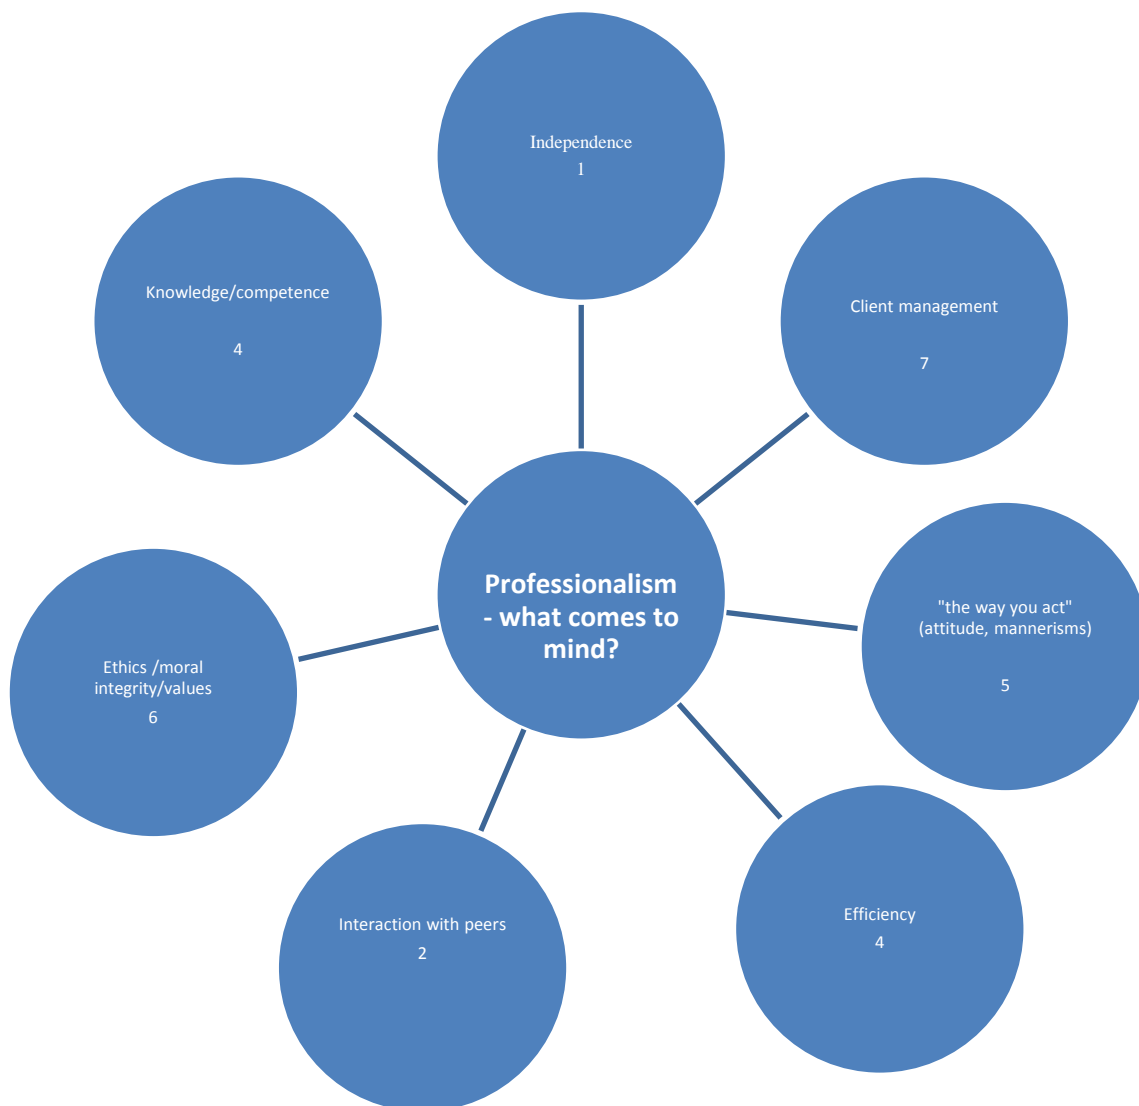 Independence
1
Client management
7
"the way you act"
(attitude, mannerisms)
5
Efficiency
4
Interaction with peers
2
Ethics /moral
integrity/values
6
Knowledge/competence
4
Professionalism
- what comes to
mind?